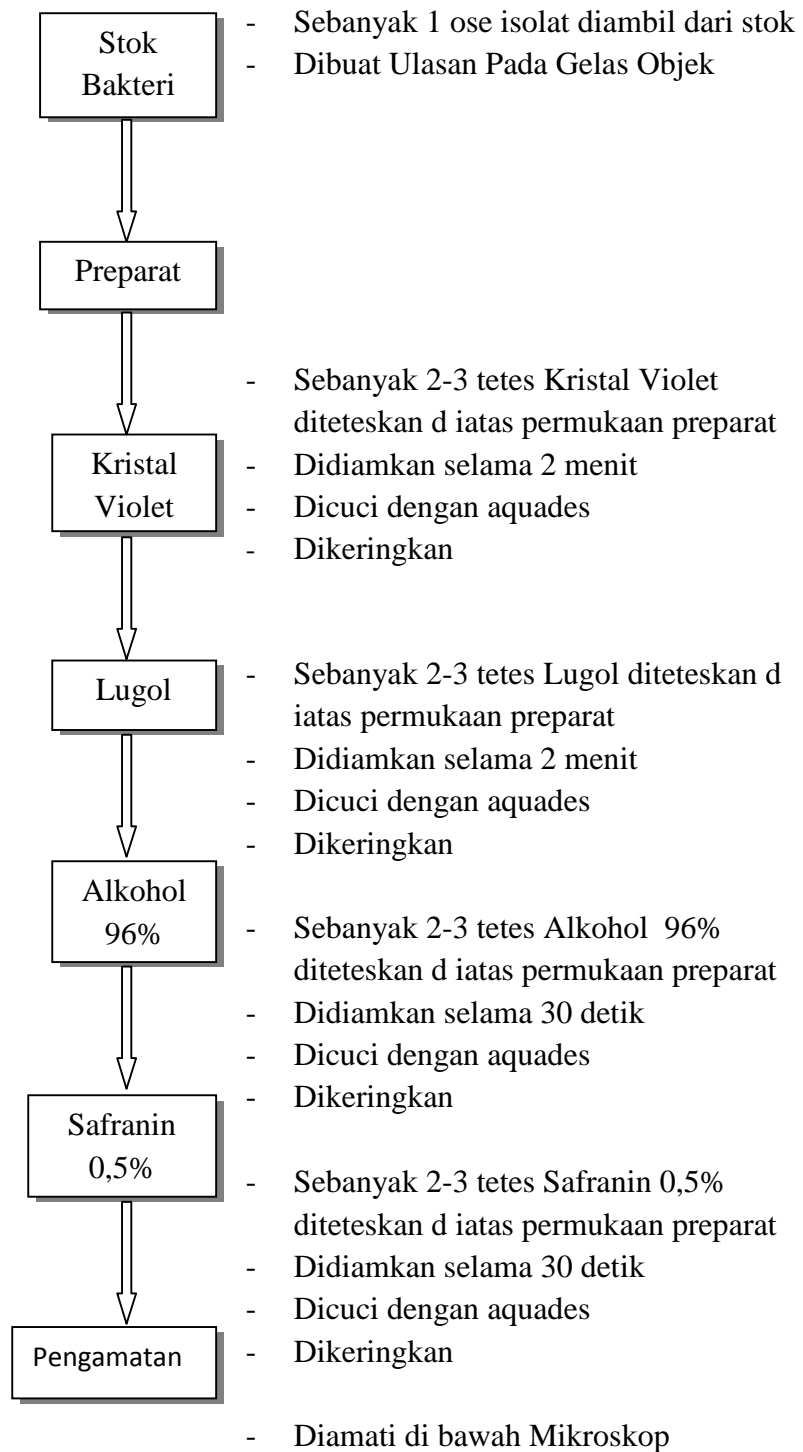 Stok
Bakteri
- Sebanyak 1 ose isolat diambil dari stok
- Dibuat Ulasan Pada Gelas Objek
Preparat
Kristal
Violet
- Sebanyak 2-3 tetes Kristal Violet
diteteskan d iatas permukaan preparat
- Didiamkan selama 2 menit
- Dicuci dengan aquades
- Dikeringkan
Lugol
- Sebanyak 2-3 tetes Lugol diteteskan d
iatas permukaan preparat
- Didiamkan selama 2 menit
- Dicuci dengan aquades
- Dikeringkan
Alkohol
96%
- Sebanyak 2-3 tetes Alkohol 96%
diteteskan d iatas permukaan preparat
- Didiamkan selama 30 detik
- Dicuci dengan aquades
- Dikeringkan
Safranin
0,5%
- Sebanyak 2-3 tetes Safranin 0,5%
diteteskan d iatas permukaan preparat
- Didiamkan selama 30 detik
- Dicuci dengan aquades
- Dikeringkan
Pengamatan
- Diamati di bawah Mikroskop